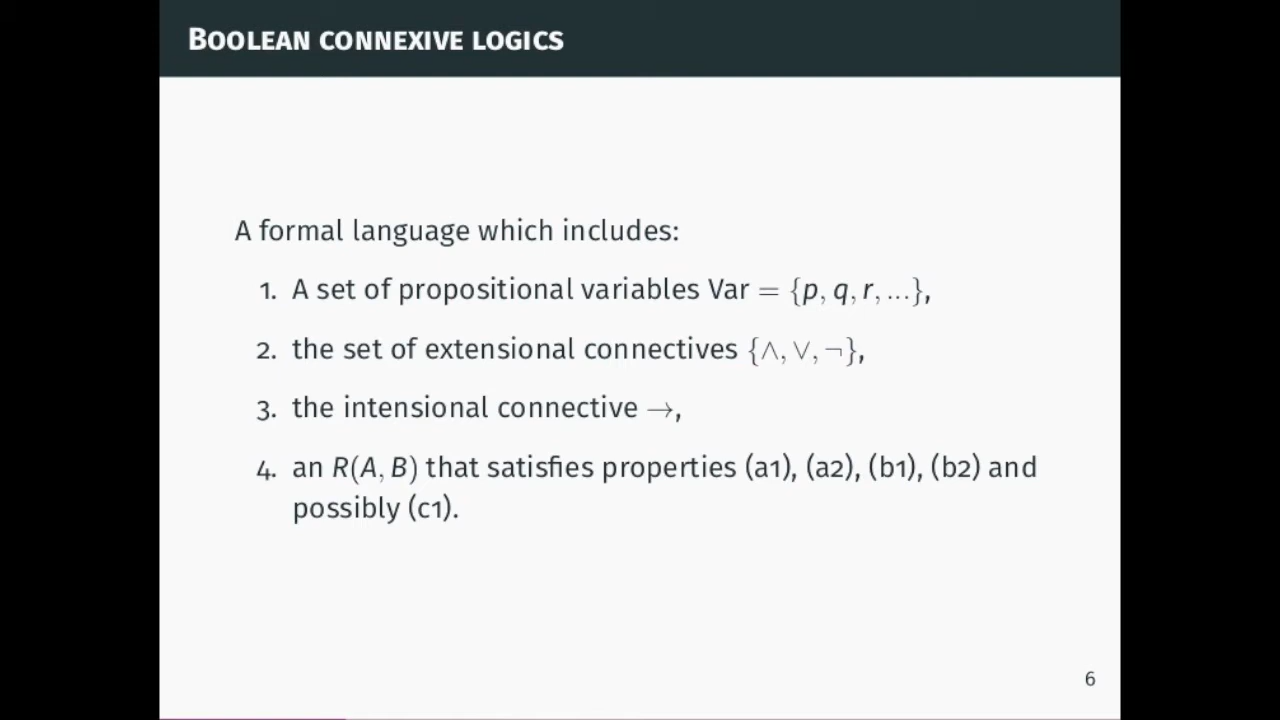 BOOLEAN CONNEXIVE LOGICS
A formal language which includes:
1. A set of propositional variables Var = {p, q, r, ...},
2. the set of extensional connectives {∧, ∨, ¬},
3. the intensional connective →,
4. an R(A, B) that satisfies properties (a1), (a2), (b1), (b2) and
possibly (c1).
6